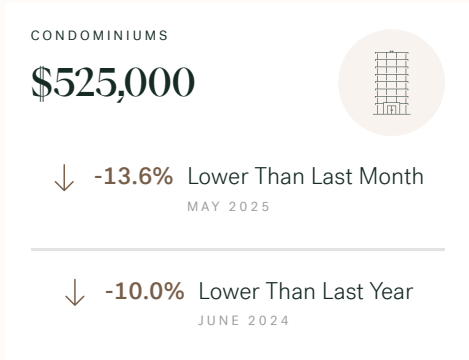 CONDOMINIUMS
$525,000
-13.6% Lower Than Last Month
MAY 2025
-10.0% Lower Than Last Year
JUNE 2024